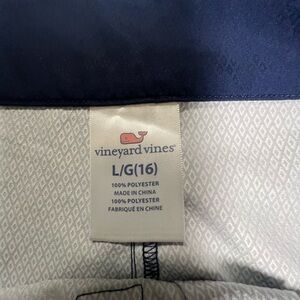 vineyard vines®
L/G(16)
100% POLYESTER
MADE IN CHINA
100% POLYESTER
FABRIQUÉ EN CHINE